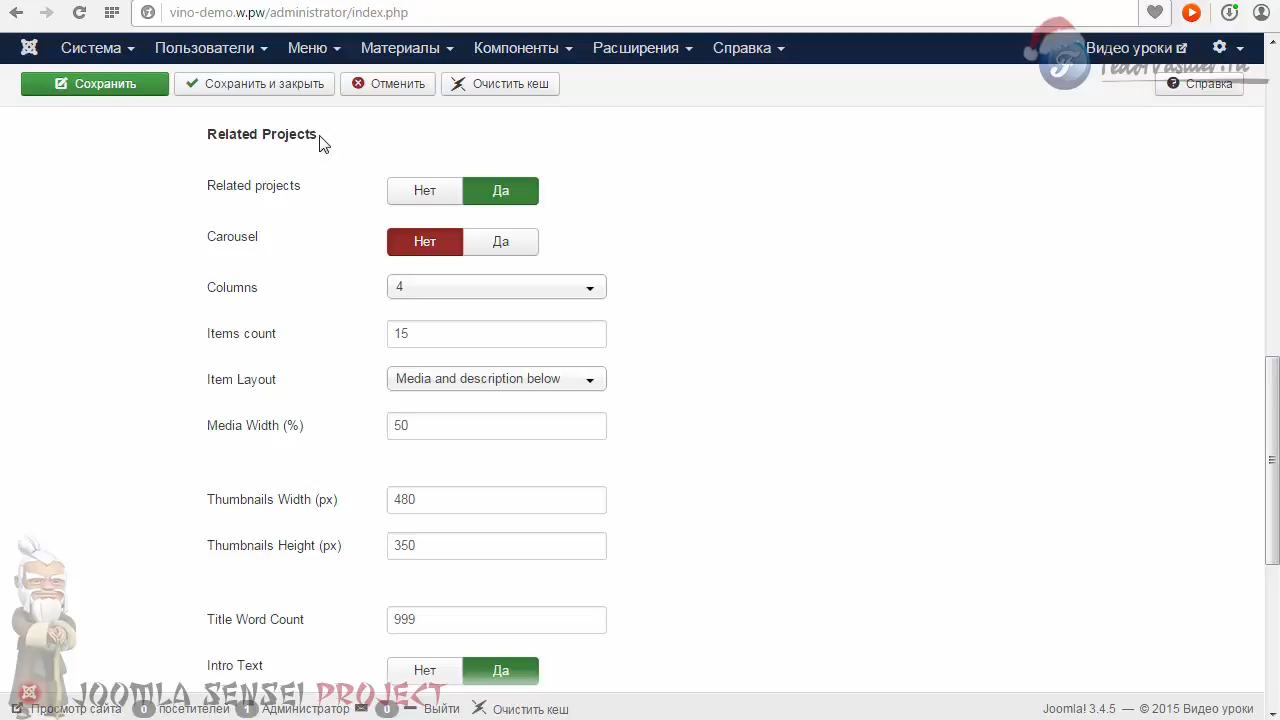 vino-demo.w.pw/administrator/index.php
Система Пользователи Меню Материалы Компоненты Расширения Справка Видео уроки
Сохранить Сохранить и закрыть Отменить Очистить кеш Справка
Related Projects
Related projects Нет Да
Carousel Нет Да
Columns 4
Items count 15
Item Layout Media and description below
Media Width (%) 50
Thumbnails Width (px) 480
Thumbnails Height (px) 350
Title Word Count 999
Intro Text Нет Да
JOOMLA SENSEI PROJECT
Просмотр сайта 0 посетителей 1 Администратор 0 Выйти Очистить кеш Joomla! 3.4.5 — © 2015 Видео уроки